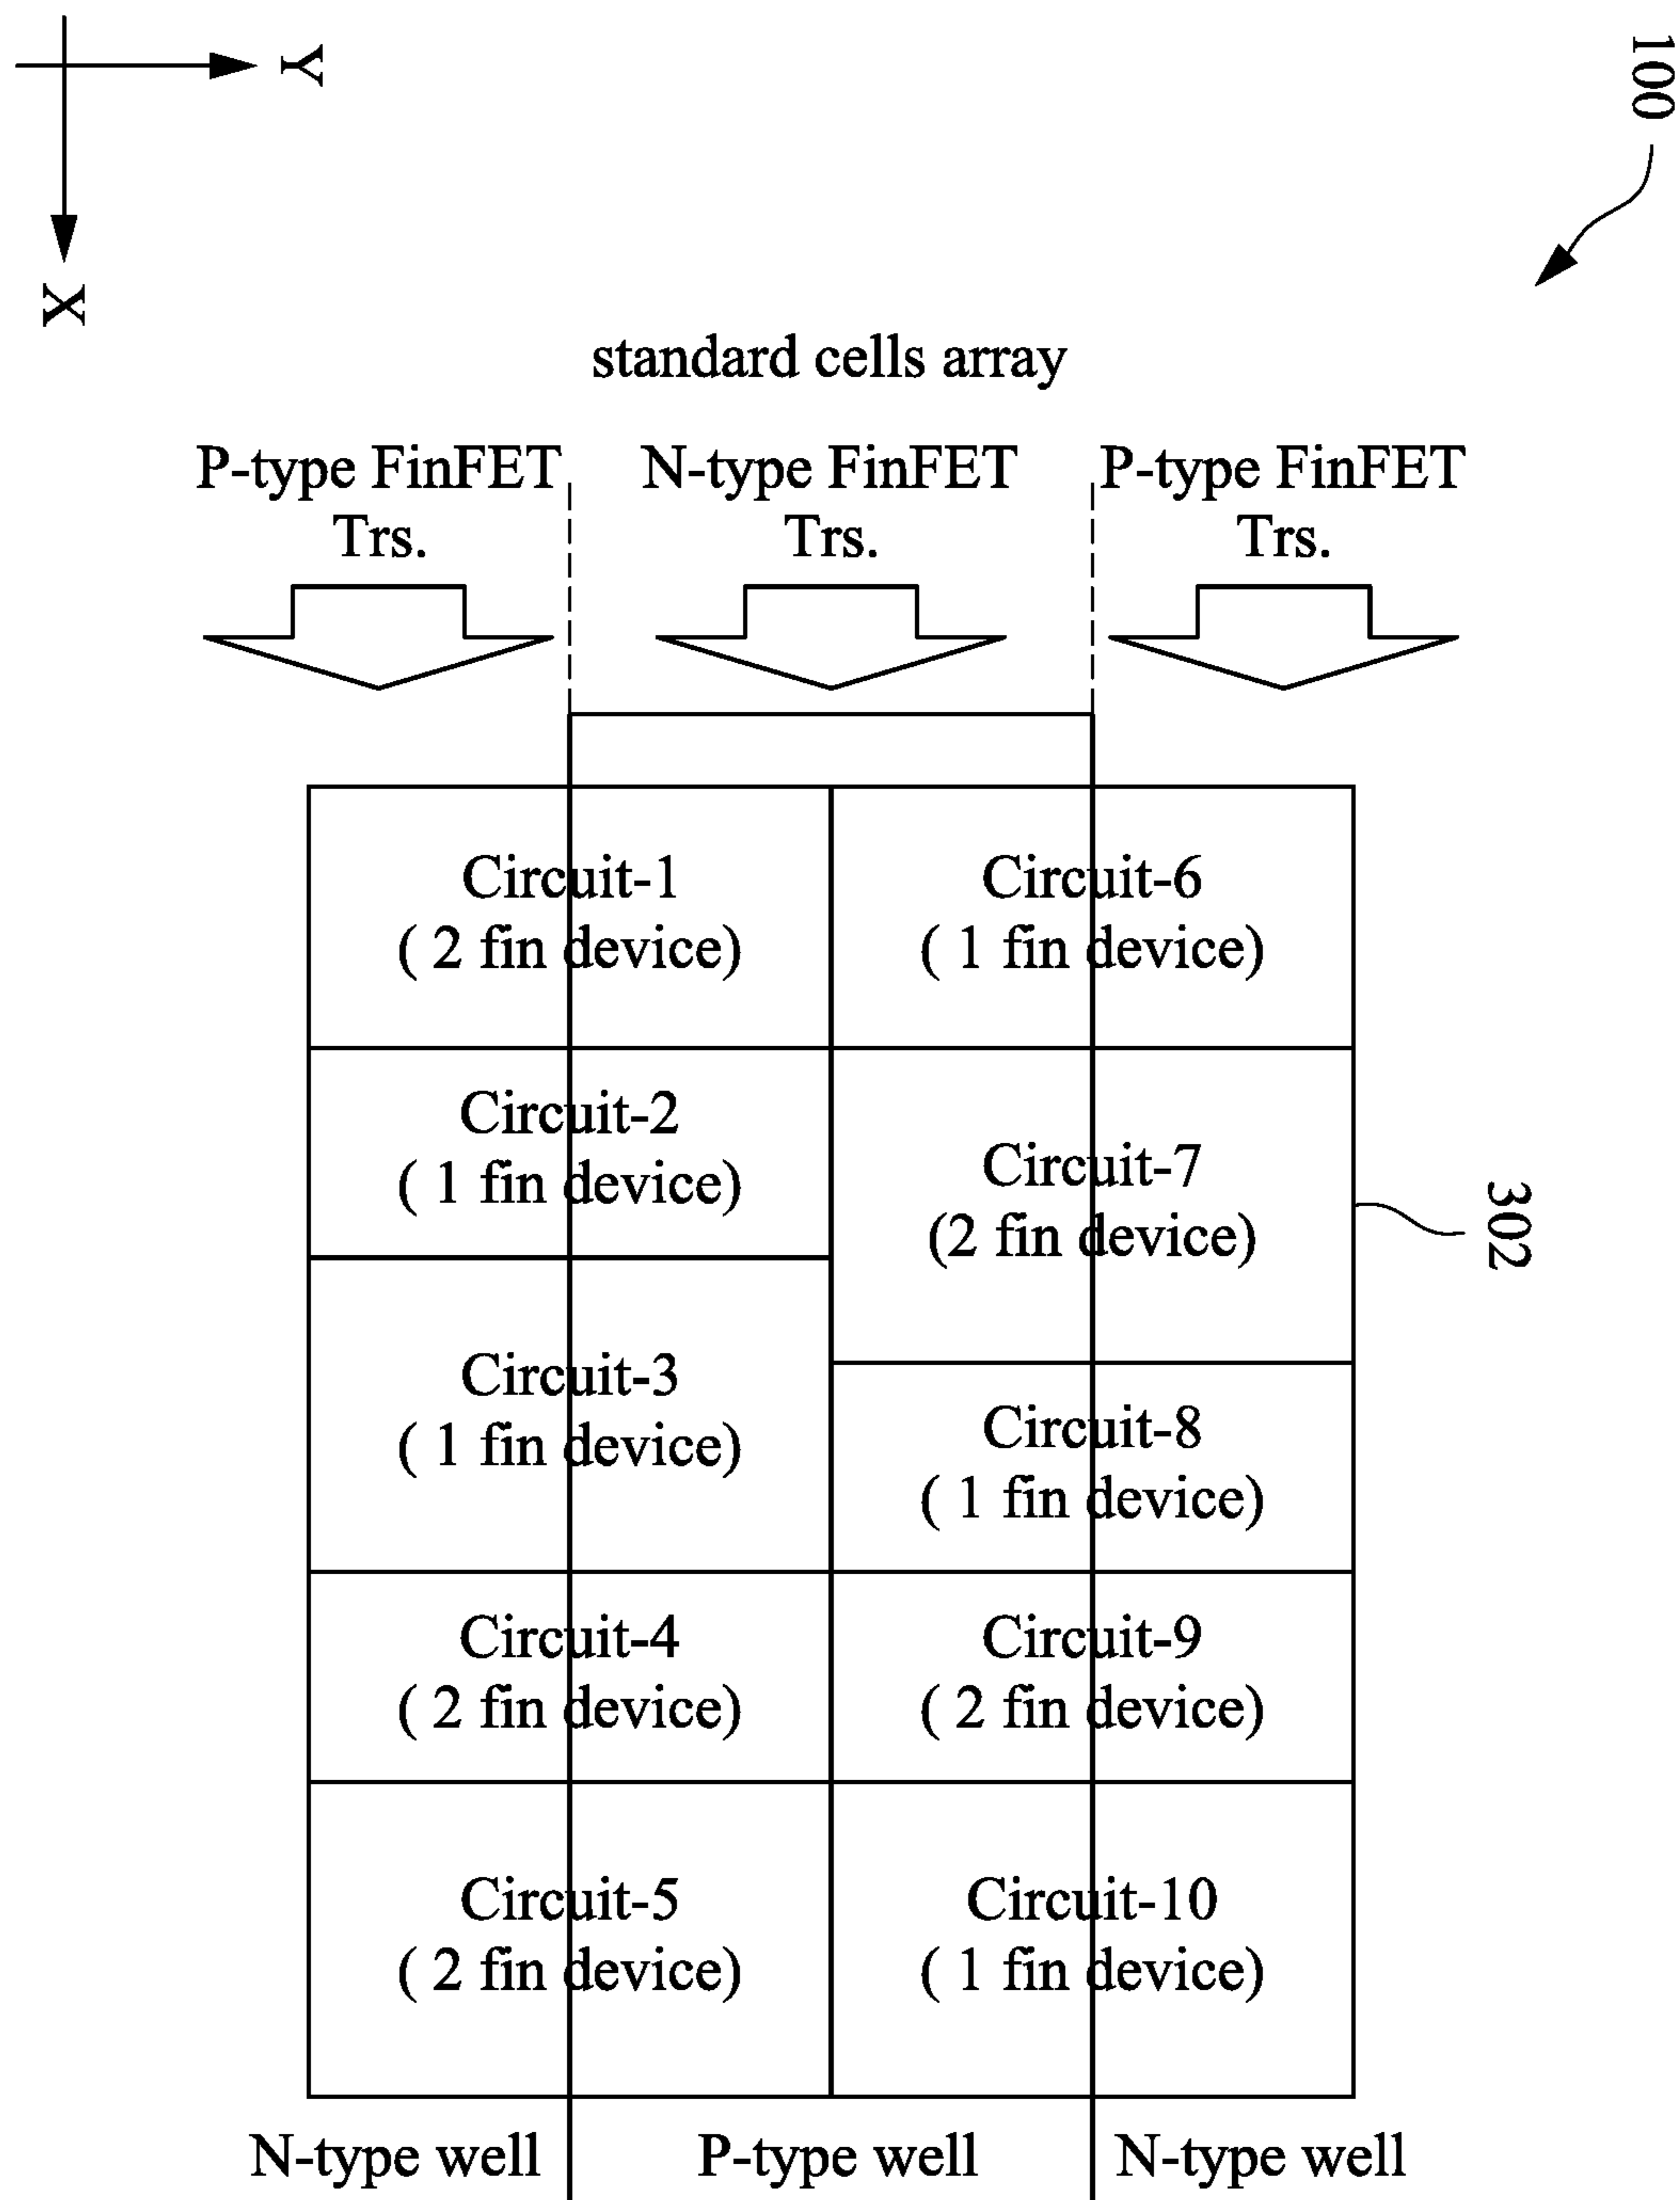 100
Y
X
standard cells array
P-type FinFET
Trs.
N-type FinFET
Trs.
P-type FinFET
Trs.
Circuit-1
( 2 fin device)
Circuit-6
( 1 fin device)
Circuit-2
( 1 fin device)
Circuit-7
(2 fin device)
302
Circuit-3
( 1 fin device)
Circuit-8
( 1 fin device)
Circuit-4
( 2 fin device)
Circuit-9
( 2 fin device)
Circuit-5
( 2 fin device)
Circuit-10
( 1 fin device)
N-type well
P-type well
N-type well